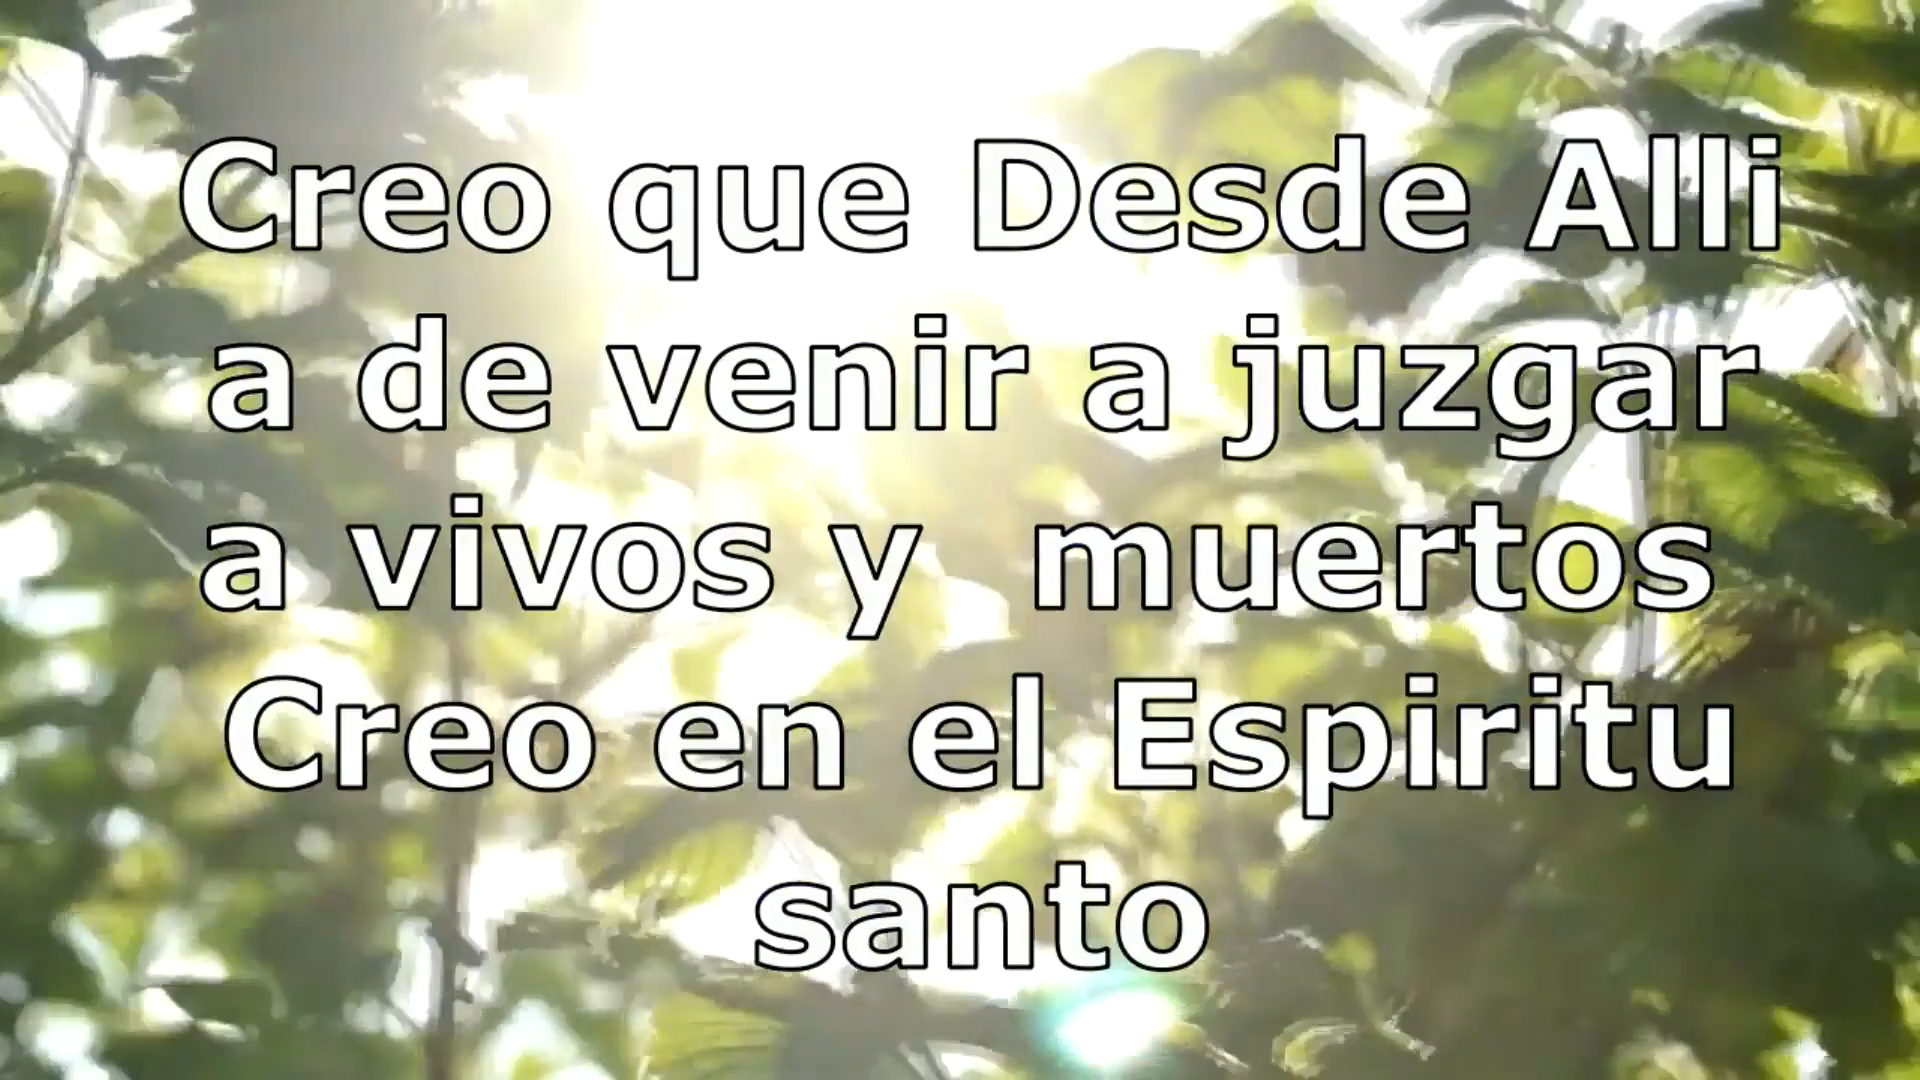 Creo que Desde Alli
a de venir a juzgar
a vivos y  muertos
Creo en el Espiritu
santo